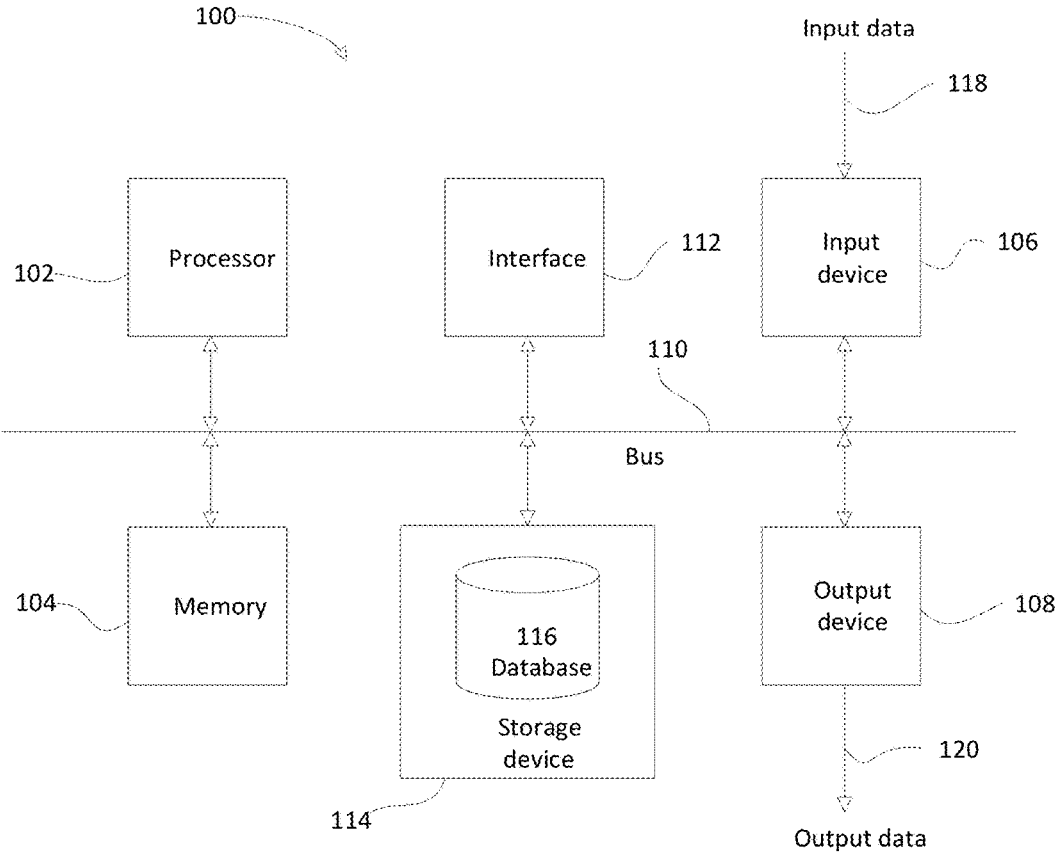 100
Input data
118
Processor
102
Interface
112
Input
device
106
110
Bus
Memory
104
116
Database
Storage
device
114
Output
device
108
120
Output data